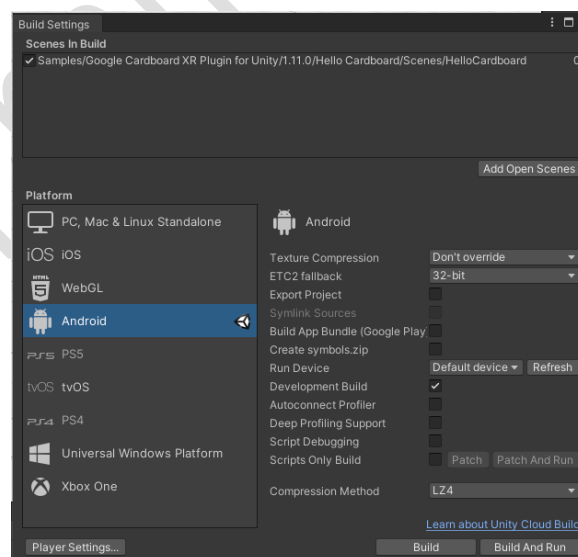 Build Settings
Scenes In Build
Samples/Google Cardboard XR Plugin for Unity/1.11.0/Hello Cardboard/Scenes/HelloCardboard 0
Add Open Scenes
Platform
PC, Mac & Linux Standalone
iOS iOS
HTML 5 WebGL
Android
PS5 PS5
tvOS tvOS
PS4 PS4
Universal Windows Platform
Xbox One
Android
Texture Compression Don't override
ETC2 fallback 32-bit
Export Project
Symlink Sources
Build App Bundle (Google Play
Create symbols.zip
Run Device Default device Refresh
Development Build
Autoconnect Profiler
Deep Profiling Support
Script Debugging
Scripts Only Build Patch Patch And Run
Compression Method LZ4
Learn about Unity Cloud Build
Player Settings... Build Build And Run